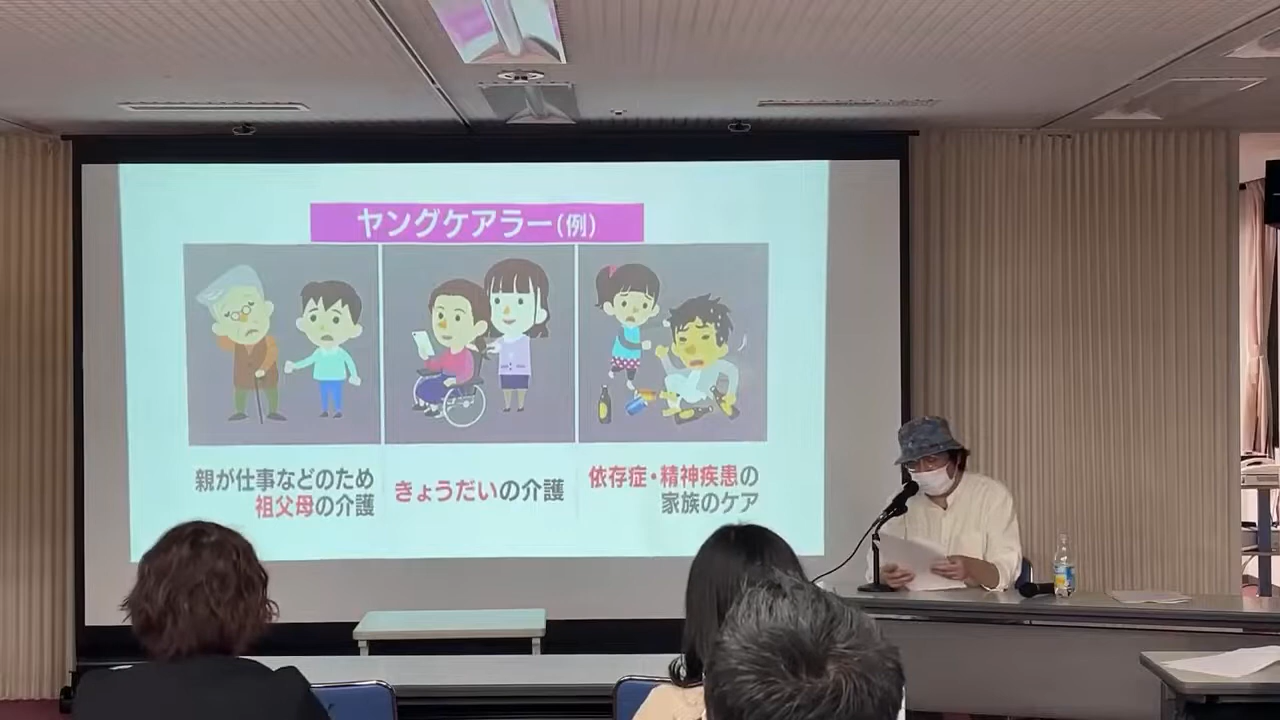 ヤングケアラー(例)
親が仕事などのため
祖父母の介護
きょうだいの介護
依存症・精神疾患の
家族のケア